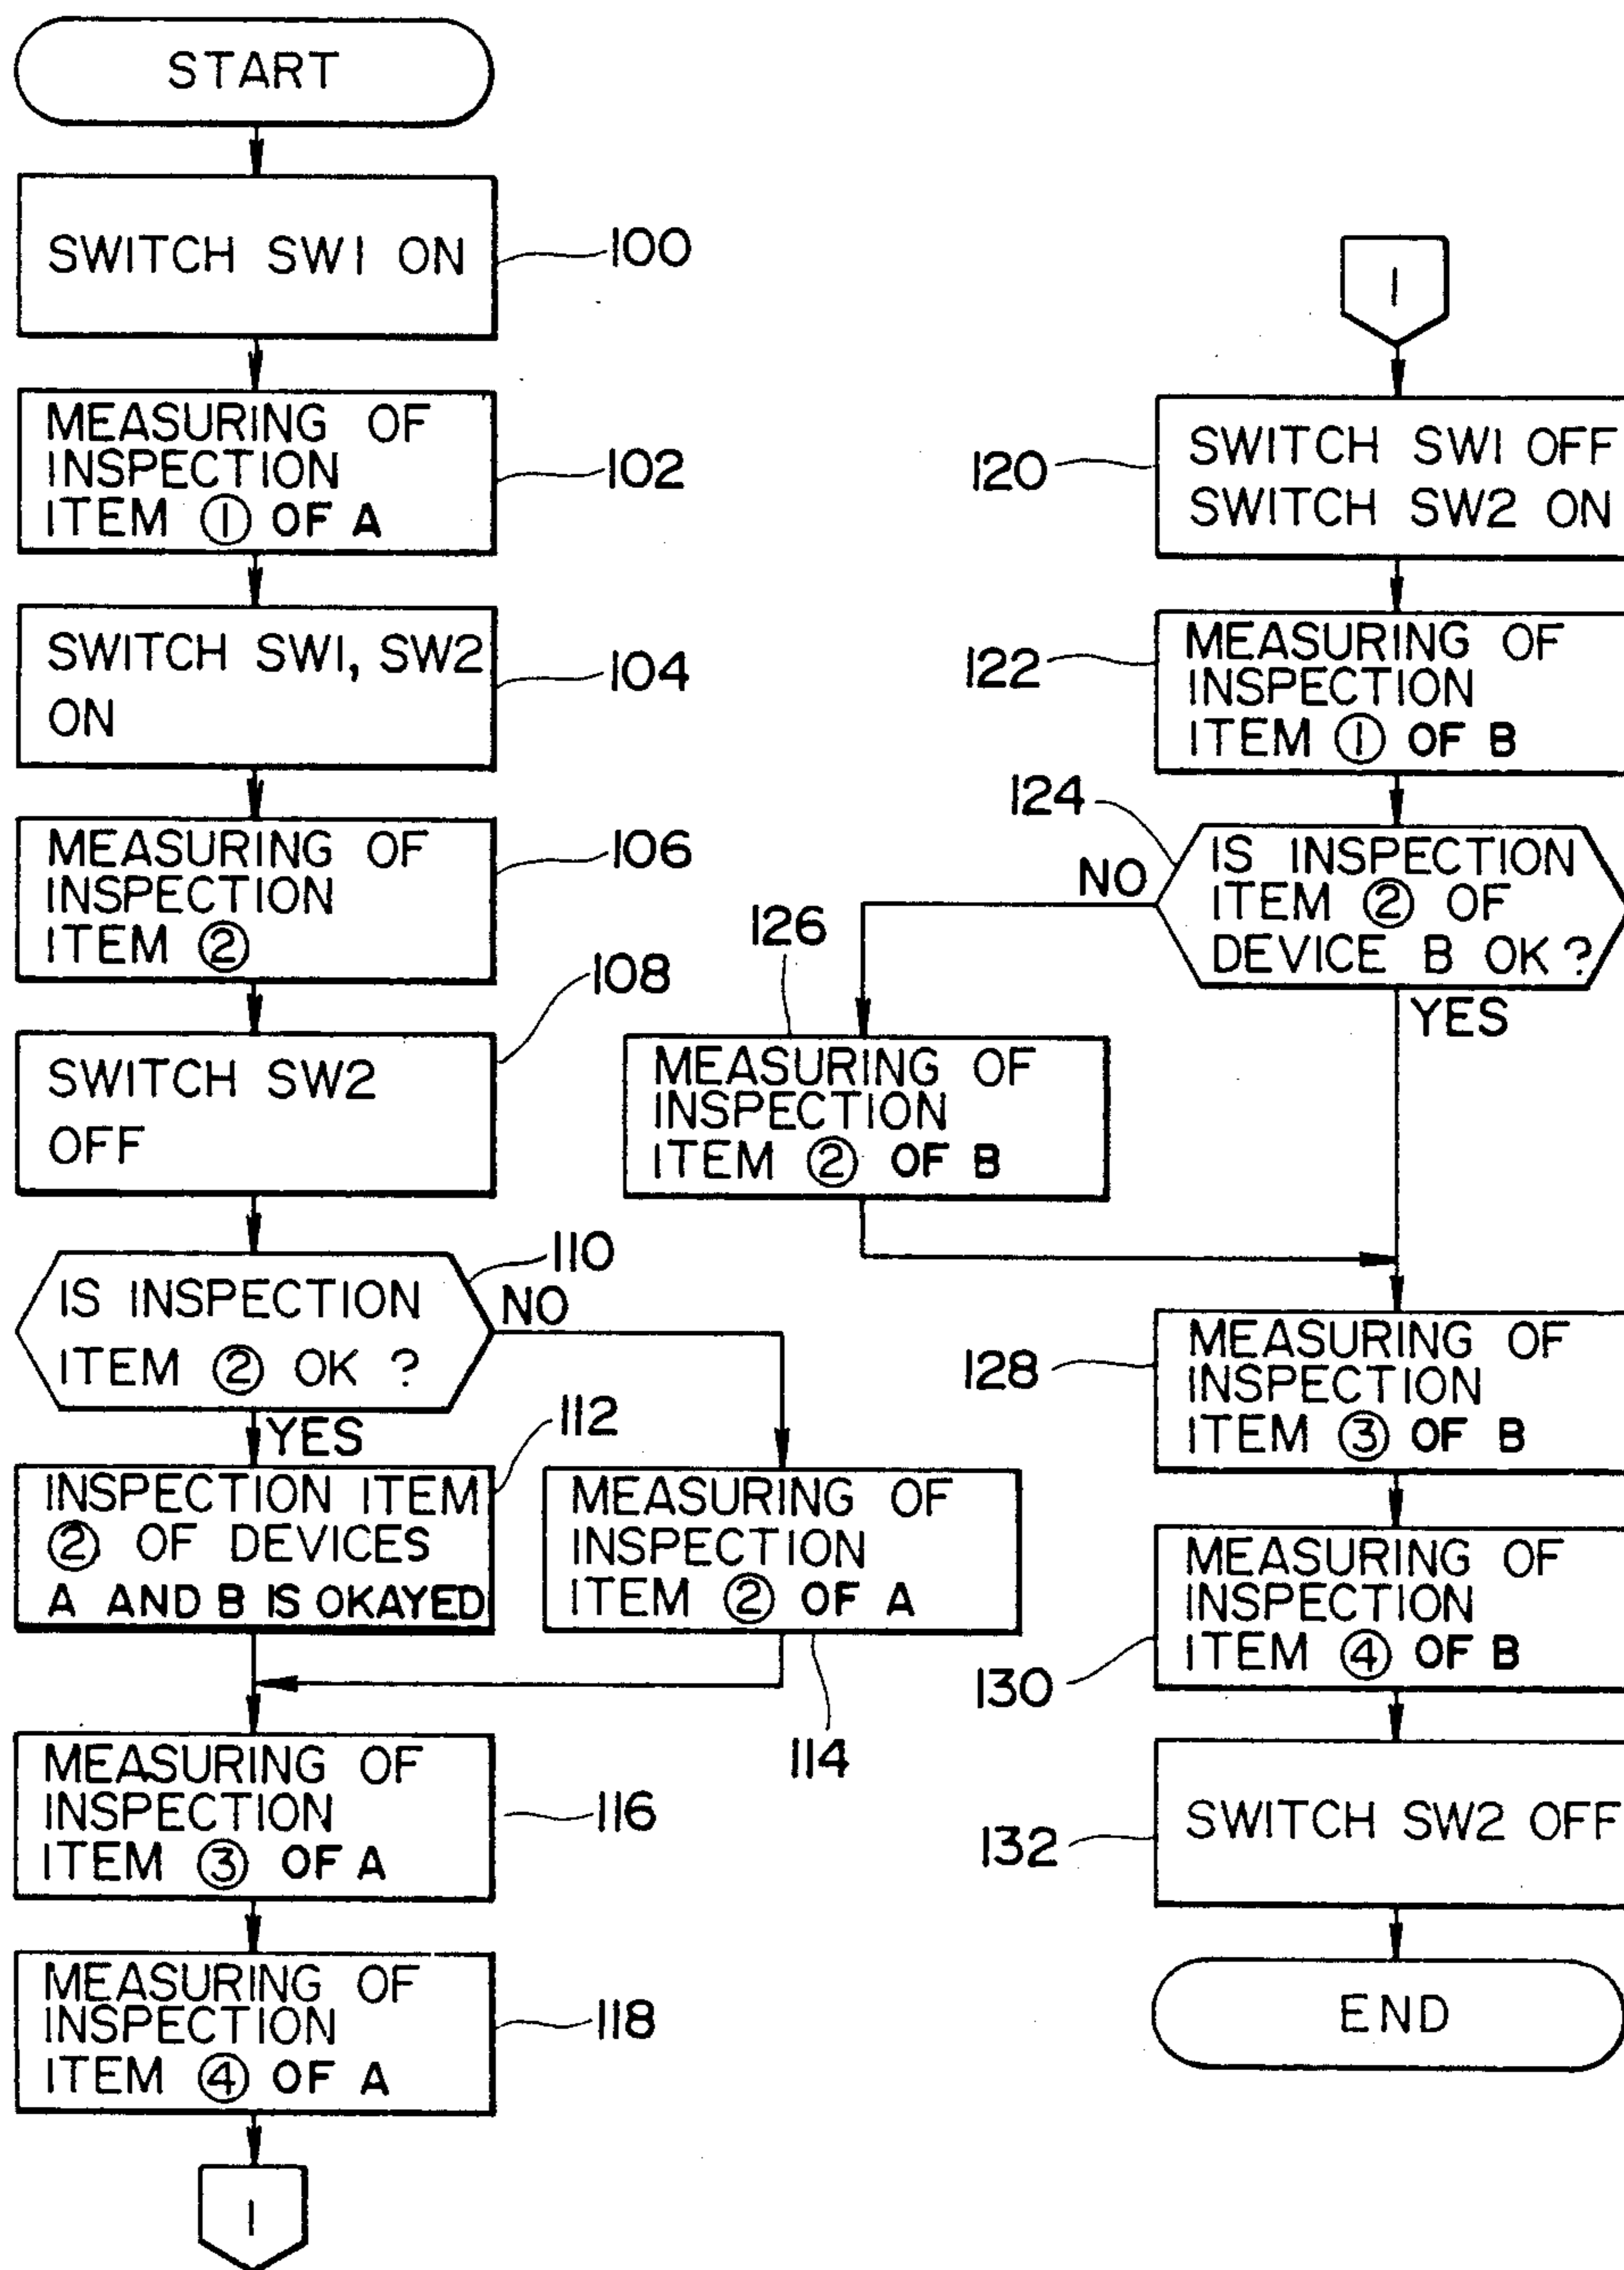 START
SWITCH SW1 ON
100
MEASURING OF
INSPECTION
ITEM ① OF A
102
SWITCH SW1, SW2
ON
104
MEASURING OF
INSPECTION
ITEM ②
106
SWITCH SW2
OFF
108
IS INSPECTION
ITEM ② OK ?
110
NO
YES
INSPECTION ITEM
② OF DEVICES
A AND B IS OKAYED
112
MEASURING OF
INSPECTION
ITEM ② OF A
114
MEASURING OF
INSPECTION
ITEM ③ OF A
116
MEASURING OF
INSPECTION
ITEM ④ OF A
118
1
1
SWITCH SW1 OFF
SWITCH SW2 ON
120
MEASURING OF
INSPECTION
ITEM ① OF B
122
IS INSPECTION
ITEM ② OF
DEVICE B OK ?
124
NO
YES
MEASURING OF
INSPECTION
ITEM ② OF B
126
MEASURING OF
INSPECTION
ITEM ③ OF B
128
MEASURING OF
INSPECTION
ITEM ④ OF B
130
SWITCH SW2 OFF
132
END